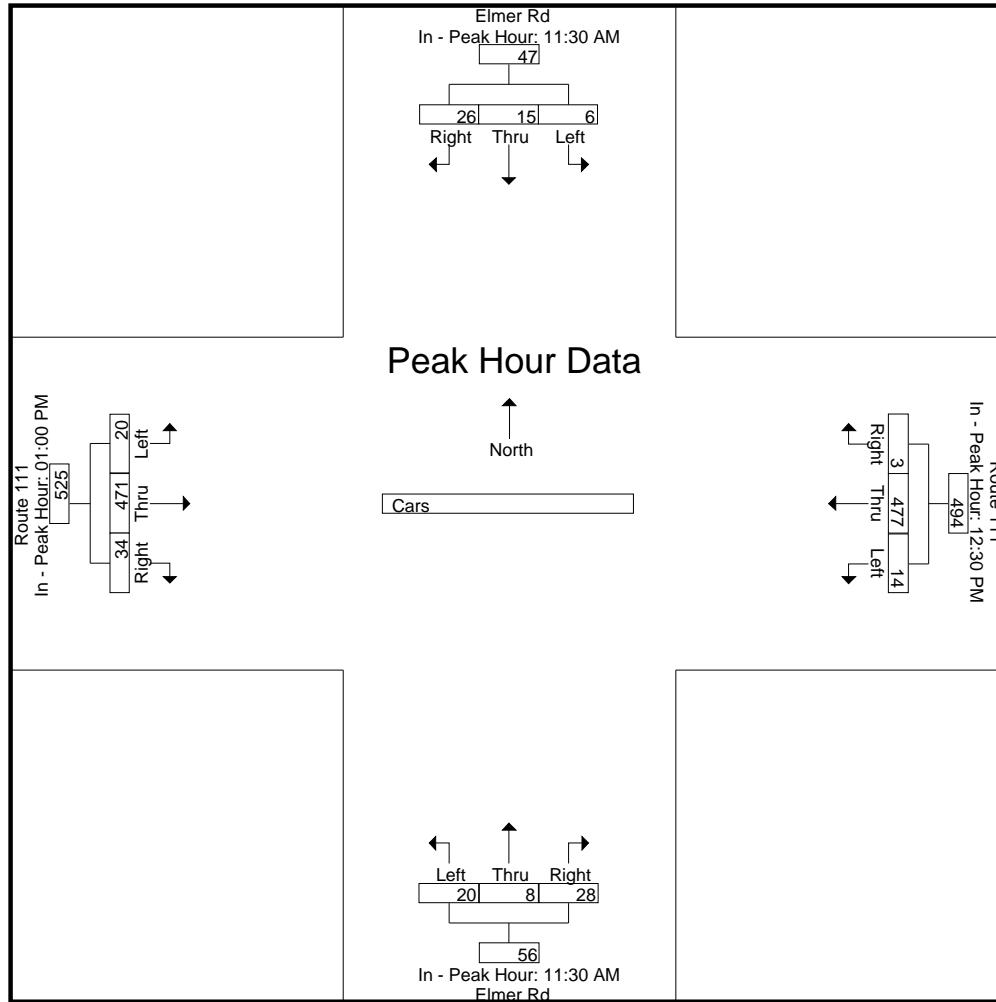 Elmer Rd
In - Peak Hour: 11:30 AM
47
26 15 6
Right Thru Left
Peak Hour Data
North
Cars
Route 111
In - Peak Hour: 01:00 PM
525
20 471 34
Left Thru Right
Route 111
In - Peak Hour: 12:30 PM
494
3 477 14
Right Thru Left
Left Thru Right
20 8 28
56
In - Peak Hour: 11:30 AM
Elmer Rd